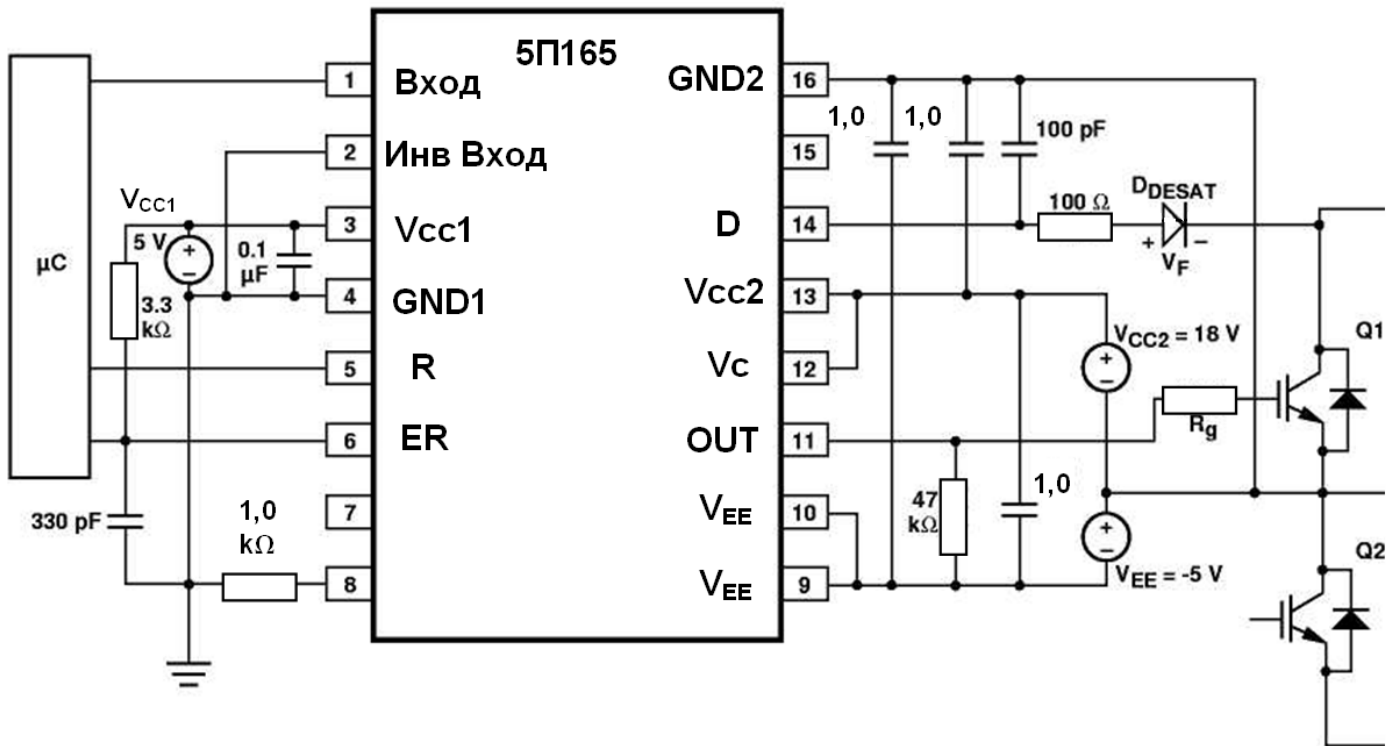 5П165
µC
1 Вход
2 Инв Вход
3 Vcc1
4 GND1
5 R
6 ER
7
8
GND2 16
15
D 14
Vcc2 13
Vc 12
OUT 11
VEE 10
VEE 9
VCC1
5 V
+
−
0.1
µF
3.3
kΩ
330 pF
1,0
kΩ
1,0
1,0
100 pF
100 Ω
DDESAT
+ −
VF
VCC2 = 18 V
+
−
Rg
Q1
47
kΩ
1,0
+
−
VEE = -5 V
Q2